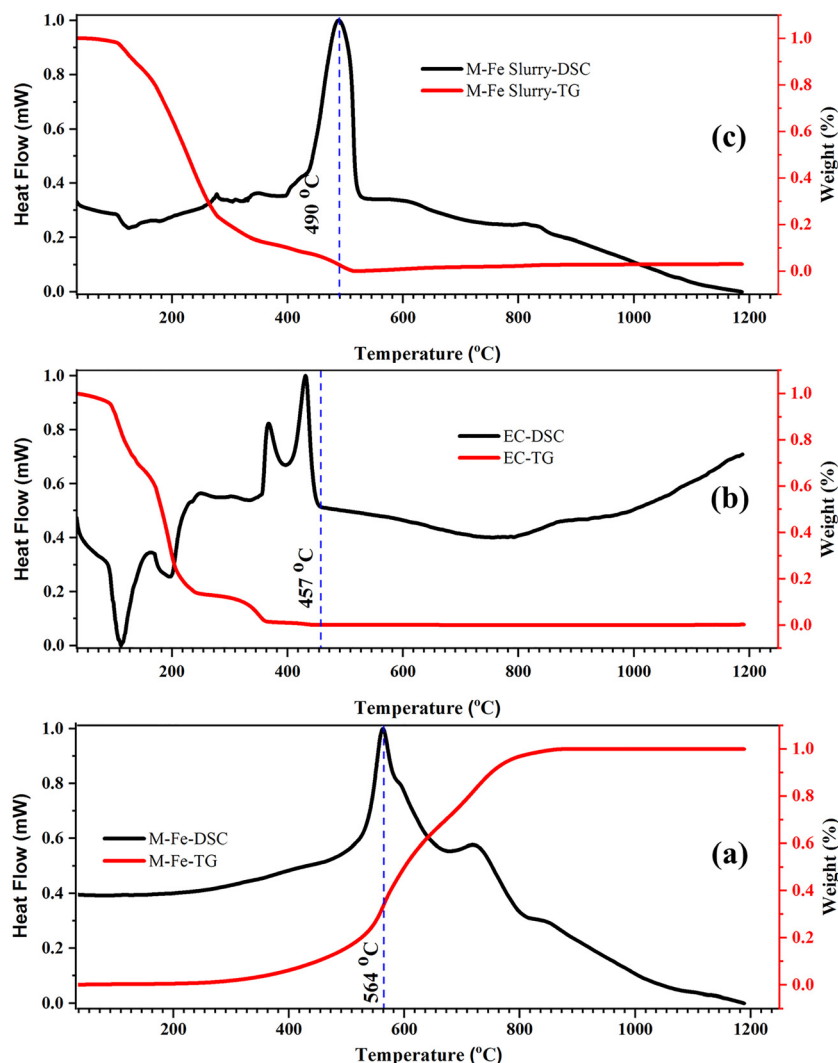 1.0
0.8
0.6
0.4
0.2
0.0
Heat Flow (mW)
M-Fe Slurry-DSC
M-Fe Slurry-TG
(c)
490 °C
1.0
0.8
0.6
0.4
0.2
0.0
Weight (%)
200 400 600 800 1000 1200
Temperature (°C)
1.0
0.8
0.6
0.4
0.2
0.0
Heat Flow (mW)
EC-DSC
EC-TG
(b)
457 °C
1.0
0.8
0.6
0.4
0.2
0.0
Weight (%)
200 400 600 800 1000 1200
Temperature (°C)
1.0
0.8
0.6
0.4
0.2
0.0
Heat Flow (mW)
M-Fe-DSC
M-Fe-TG
(a)
564 °C
1.0
0.8
0.6
0.4
0.2
0.0
Weight (%)
200 400 600 800 1000 1200
Temperature (°C)